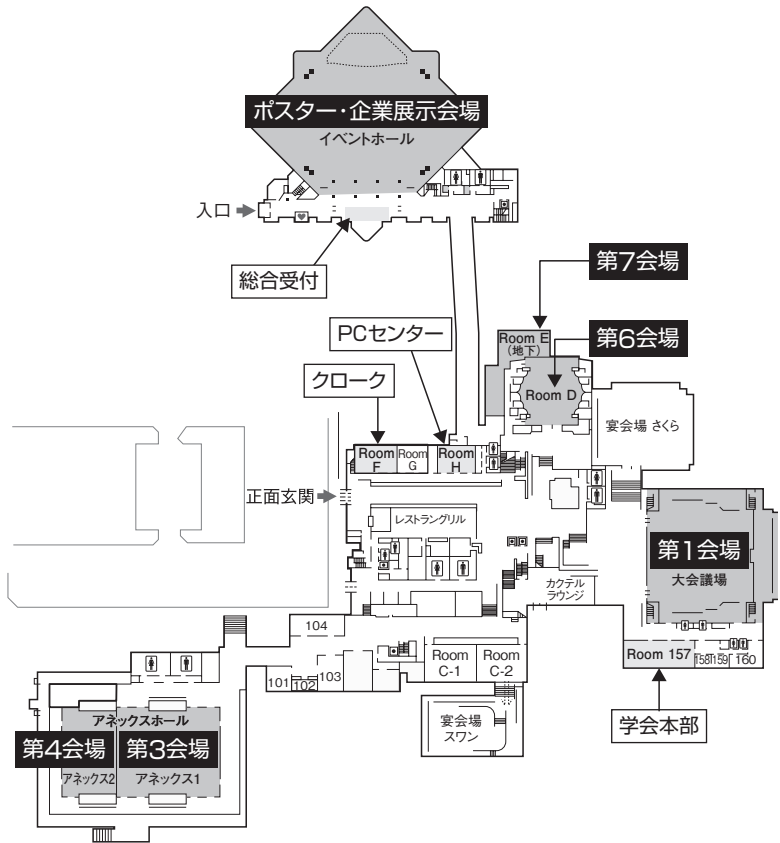 ポスター・企業展示会場
イベントホール
入口
総合受付
第7会場
Room E
(地下)
第6会場
Room D
PCセンター
クローク
宴会場 さくら
Room
F
Room
G
Room
H
正面玄関
レストラングリル
第1会場
大会議場
カクテル
ラウンジ
104
Room
C-1
Room
C-2
Room 157
158
159
160
101
102
103
宴会場
スワン
学会本部
アネックスホール
第4会場
第3会場
アネックス2
アネックス1